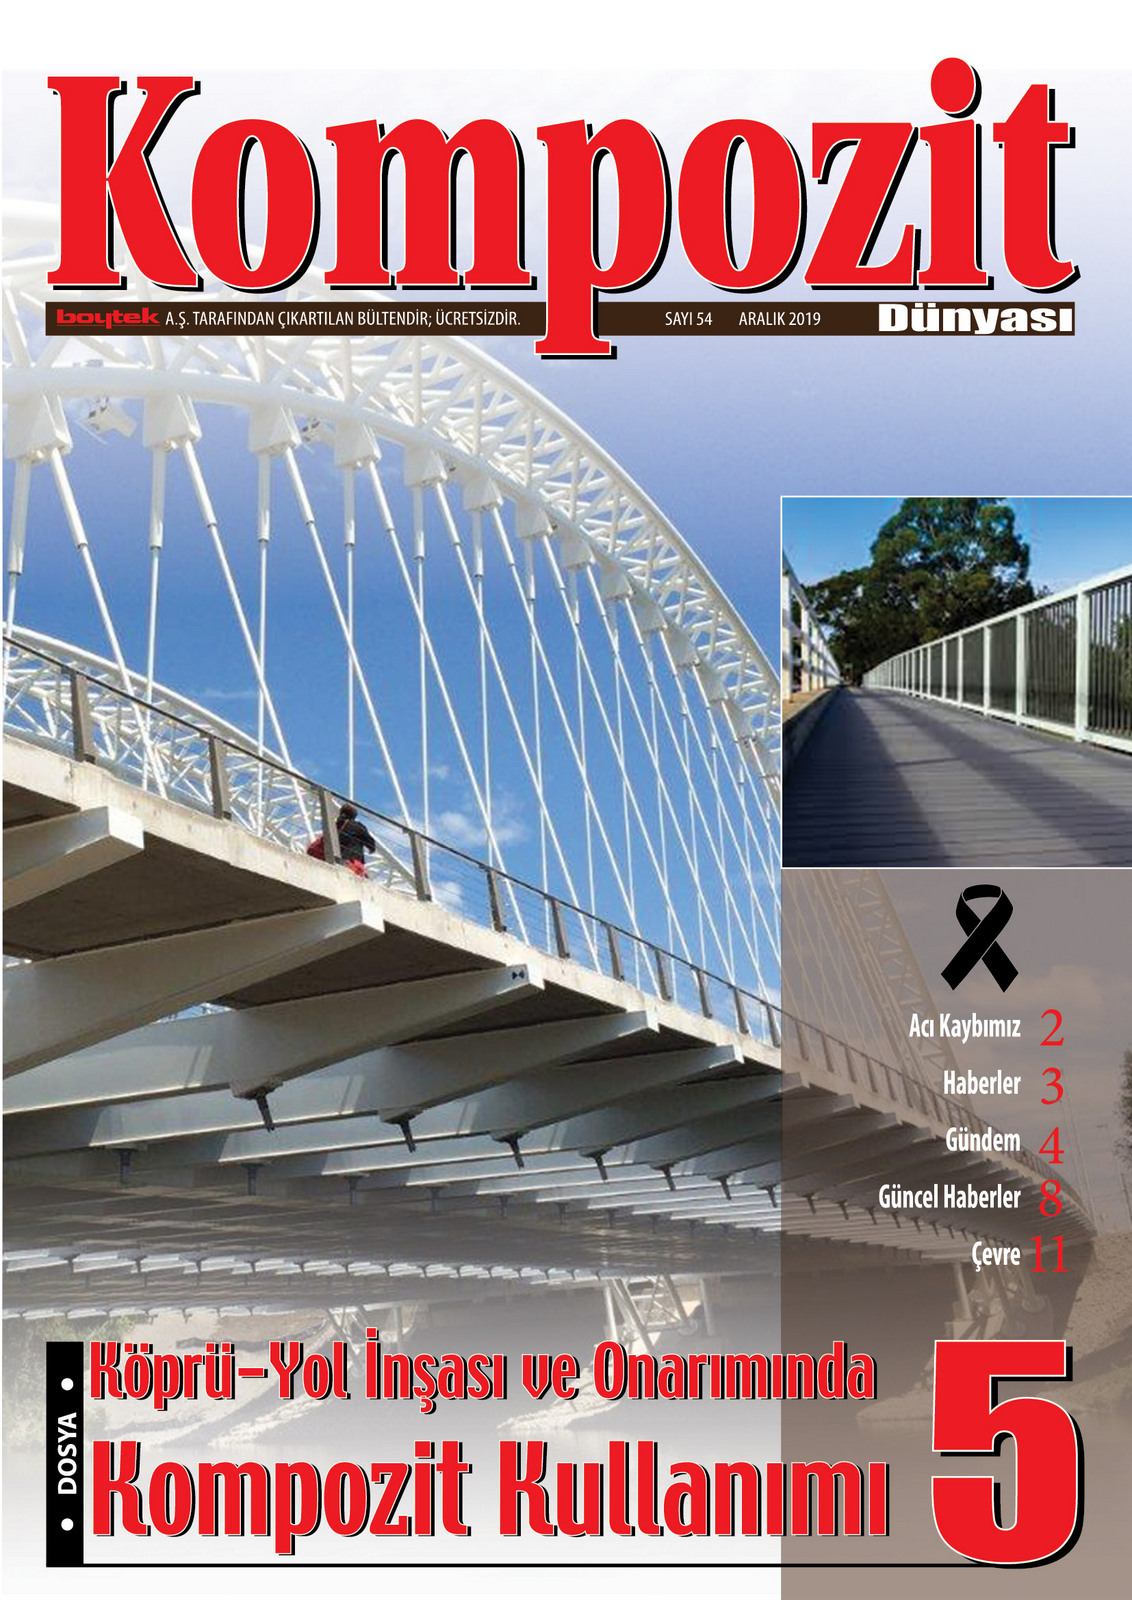 Kompozit
boytek A.Ş. TARAFINDAN ÇIKARTILAN BÜLTENDİR; ÜCRETSİZDİR.
SAYI 54 ARALIK 2019
Dünyası
Acı Kaybımız 2
Haberler 3
Gündem 4
Güncel Haberler 8
Çevre 11
• DOSYA •
Köprü-Yol İnşası ve Onarımında
Kompozit Kullanımı
5